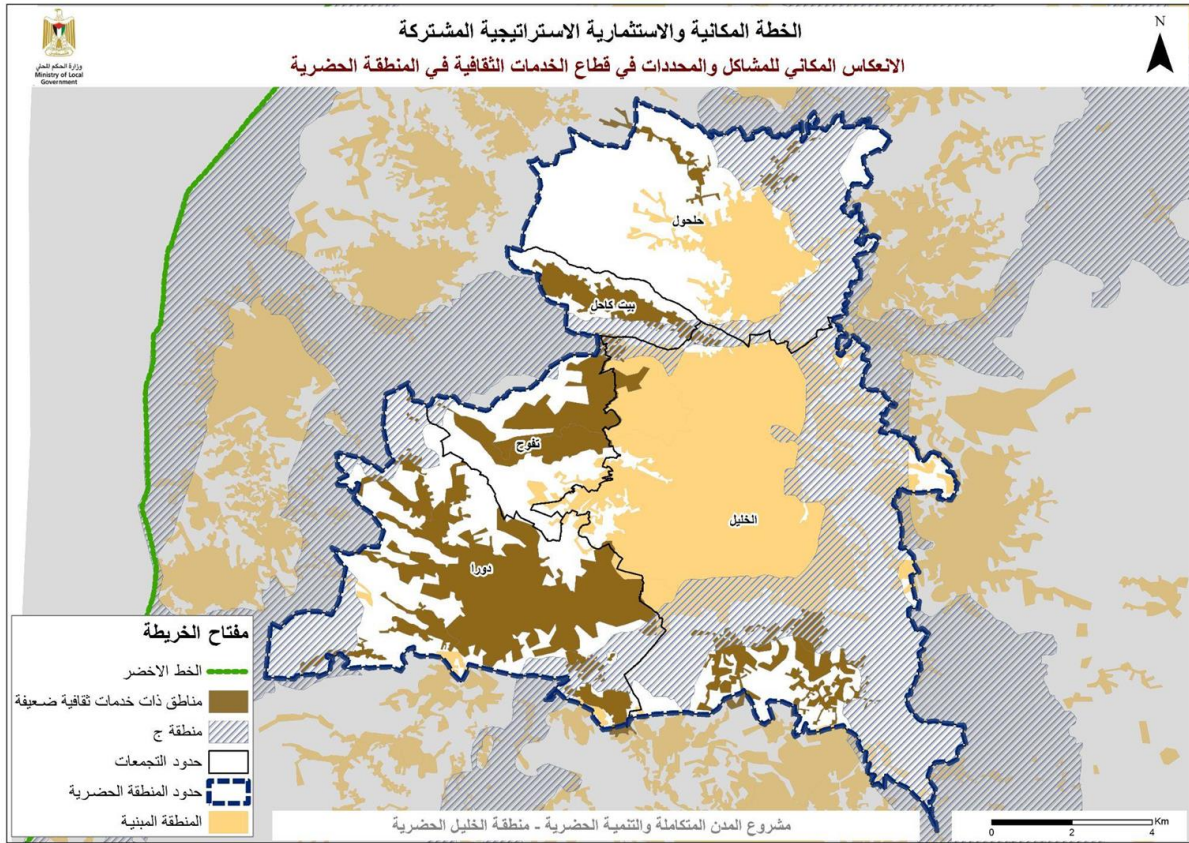 الخطة المكانية والاستثمارية الاستراتيجية المشتركة
الانعكاس المكاني للمشاكل والمحددات في قطاع الخدمات الثقافية في المنطقة الحضرية
وزارة الحكم المحلي
Ministry of Local
Government
N
حلحول
بيت كاحل
تفوح
الخليل
دورا
مفتاح الخريطة
الخط الاخضر
مناطق ذات خدمات ثقافية ضعيفة
منطقة ج
حدود التجمعات
حدود المنطقة الحضرية
المنطقة المبنية
مشروع المدن المتكاملة والتنمية الحضرية - منطقة الخليل الحضرية
Km
0 2 4